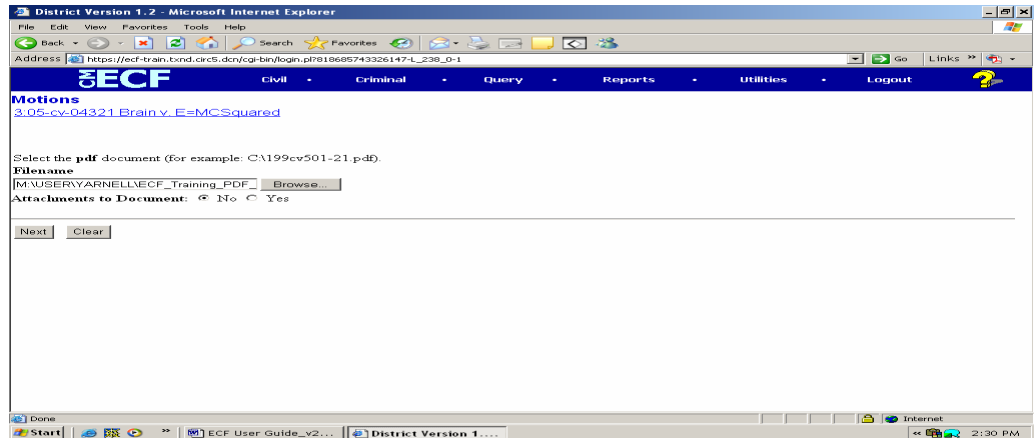 District Version 1.2 - Microsoft Internet Explorer
File Edit View Favorites Tools Help
Back Search Favorites
Address https://ecf-train.txnd.circ5.dcn/cgi-bin/login.pl?818685743326147-L_238_0-1 Go Links »
CM ECF Civil • Criminal • Query • Reports • Utilities • Logout ?
Motions
3:05-cv-04321 Brain v. E=MCSquared
Select the pdf document (for example: C:\199cv501-21.pdf).
Filename
M:\USER\YARNELL\ECF_Training_PDF_ Browse...
Attachments to Document: No Yes
Next Clear
Done Internet
Start » ECF User Guide_v2... District Version 1.... « 2:30 PM